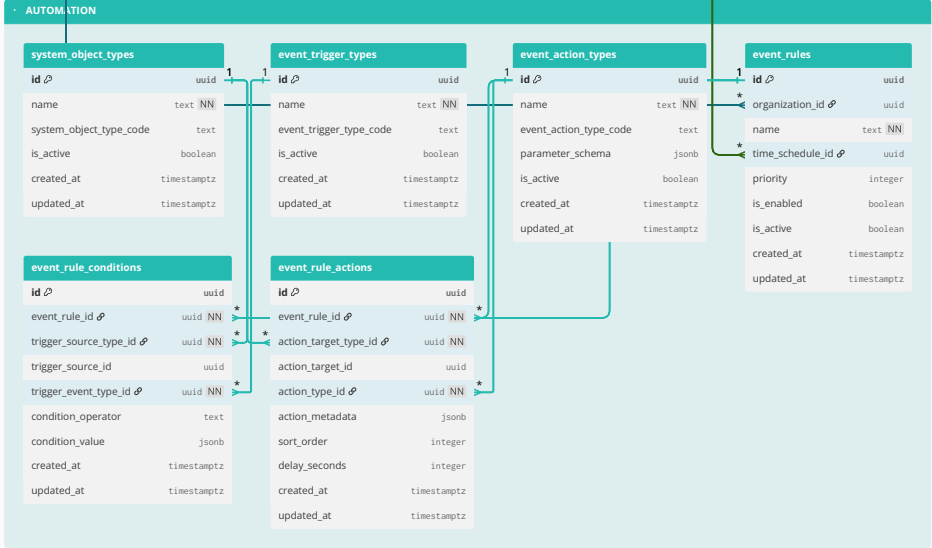 AUTOMATION
system_object_types
id uuid
name text NN
system_object_type_code text
is_active boolean
created_at timestamptz
updated_at timestamptz
1
event_trigger_types
id uuid
name text NN
event_trigger_type_code text
is_active boolean
created_at timestamptz
updated_at timestamptz
1
event_action_types
id uuid
name text NN
event_action_type_code text
parameter_schema jsonb
is_active boolean
created_at timestamptz
updated_at timestamptz
1
event_rules
1
id uuid
*
organization_id uuid
name text NN
*
time_schedule_id uuid
priority integer
is_enabled boolean
is_active boolean
created_at timestamptz
updated_at timestamptz
event_rule_conditions
id uuid
event_rule_id uuid NN *
trigger_source_type_id uuid NN *
trigger_source_id uuid
trigger_event_type_id uuid NN *
condition_operator text
condition_value jsonb
created_at timestamptz
updated_at timestamptz
event_rule_actions
id uuid
event_rule_id uuid NN *
* action_target_type_id uuid NN
action_target_id uuid
action_type_id uuid NN *
action_metadata jsonb
sort_order integer
delay_seconds integer
created_at timestamptz
updated_at timestamptz